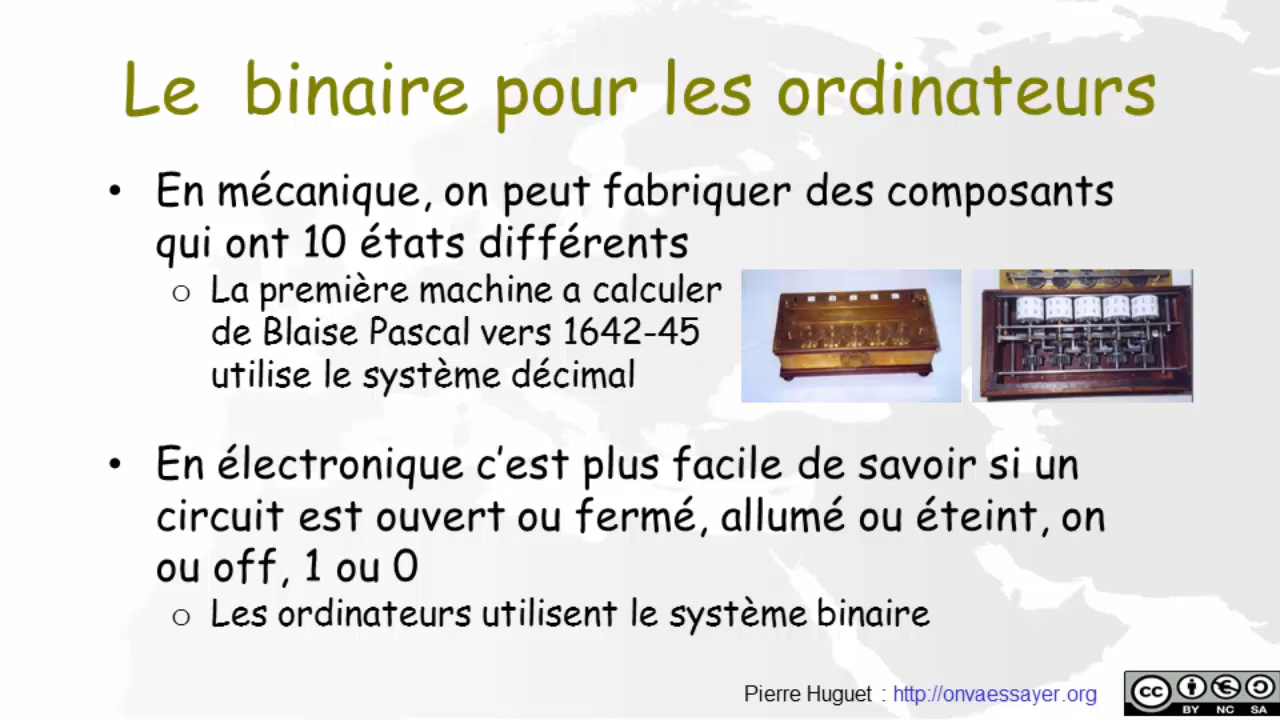 Le binaire pour les ordinateurs
• En mécanique, on peut fabriquer des composants
qui ont 10 états différents
o La première machine a calculer
de Blaise Pascal vers 1642-45
utilise le système décimal
• En électronique c’est plus facile de savoir si un
circuit est ouvert ou fermé, allumé ou éteint, on
ou off, 1 ou 0
o Les ordinateurs utilisent le système binaire
Pierre Huguet : http://onvaessayer.org
cc
BY NC SA